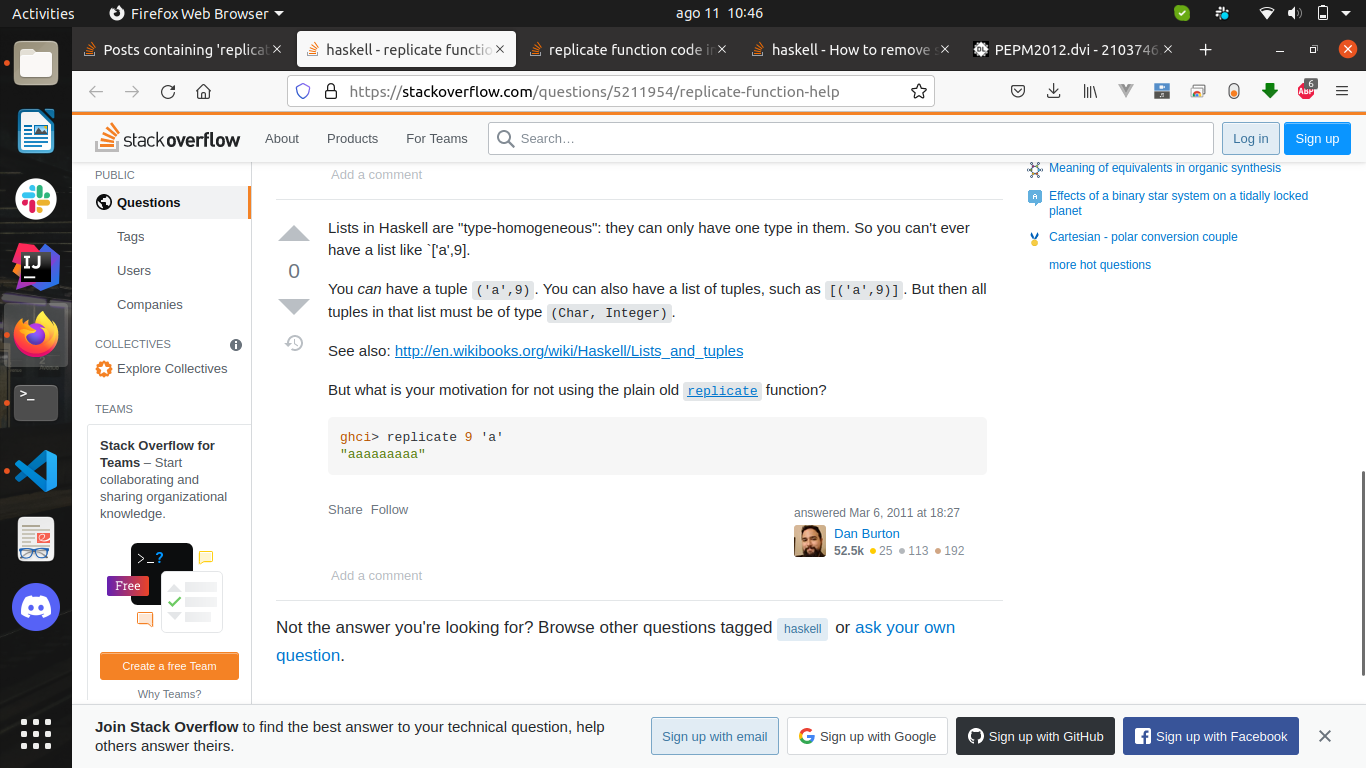 Activities
Firefox Web Browser
ago 11 10:46
Posts containing 'replicat
haskell - replicate functio
replicate function code in
haskell - How to remove s
PEPM2012.dvi - 2103746
https://stackoverflow.com/questions/5211954/replicate-function-help
ABP
6
stackoverflow
About
Products
For Teams
Search…
Log in
Sign up
PUBLIC
Questions
Tags
Users
Companies
COLLECTIVES
Explore Collectives
TEAMS
Stack Overflow for
Teams – Start
collaborating and
sharing organizational
knowledge.
>_?
Free
Create a free Team
Why Teams?
Add a comment
0
Lists in Haskell are "type-homogeneous": they can only have one type in them. So you can't ever
have a list like `['a',9].
You can have a tuple ('a',9). You can also have a list of tuples, such as [('a',9)]. But then all
tuples in that list must be of type (Char, Integer).
See also: http://en.wikibooks.org/wiki/Haskell/Lists_and_tuples
But what is your motivation for not using the plain old replicate function?
ghci> replicate 9 'a'
"aaaaaaaaa"
Share Follow
answered Mar 6, 2011 at 18:27
Dan Burton
52.5k 25 113 192
Add a comment
Not the answer you're looking for? Browse other questions tagged haskell or ask your own
question.
Meaning of equivalents in organic synthesis
Effects of a binary star system on a tidally locked
planet
Cartesian - polar conversion couple
more hot questions
Join Stack Overflow to find the best answer to your technical question, help
others answer theirs.
Sign up with email
Sign up with Google
Sign up with GitHub
Sign up with Facebook
IJ
>_